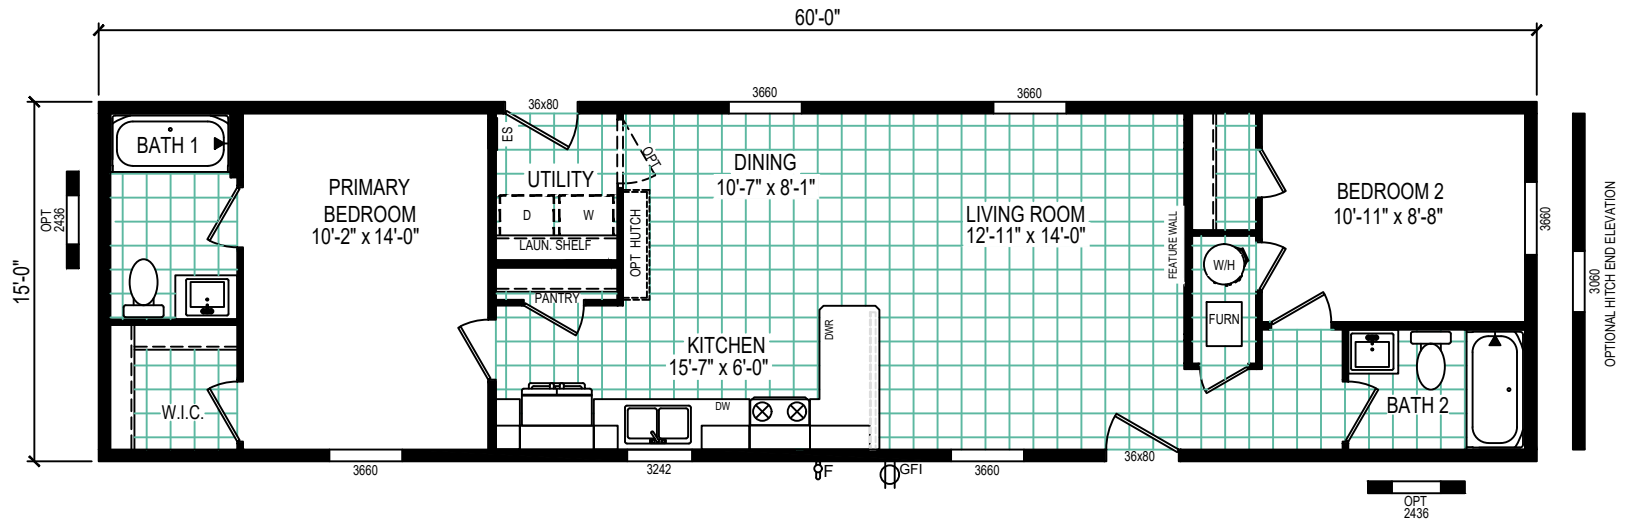 60'-0"
15'-0"
36x80
3660
3660
BATH 1
ES
UTILITY
OPT
DINING
10'-7" x 8'-1"
PRIMARY
BEDROOM
10'-2" x 14'-0"
D
W
LAUN. SHELF
OPT HUTCH
LIVING ROOM
12'-11" x 14'-0"
FEATURE WALL
BEDROOM 2
10'-11" x 8'-8"
3660
OPT
2436
W/H
FURN
PANTRY
KITCHEN
15'-7" x 6'-0"
DWR
DW
W.I.C.
BATH 2
3660
3242
F
GFI
3660
36x80
OPT
2436
3060
OPTIONAL HITCH END ELEVATION